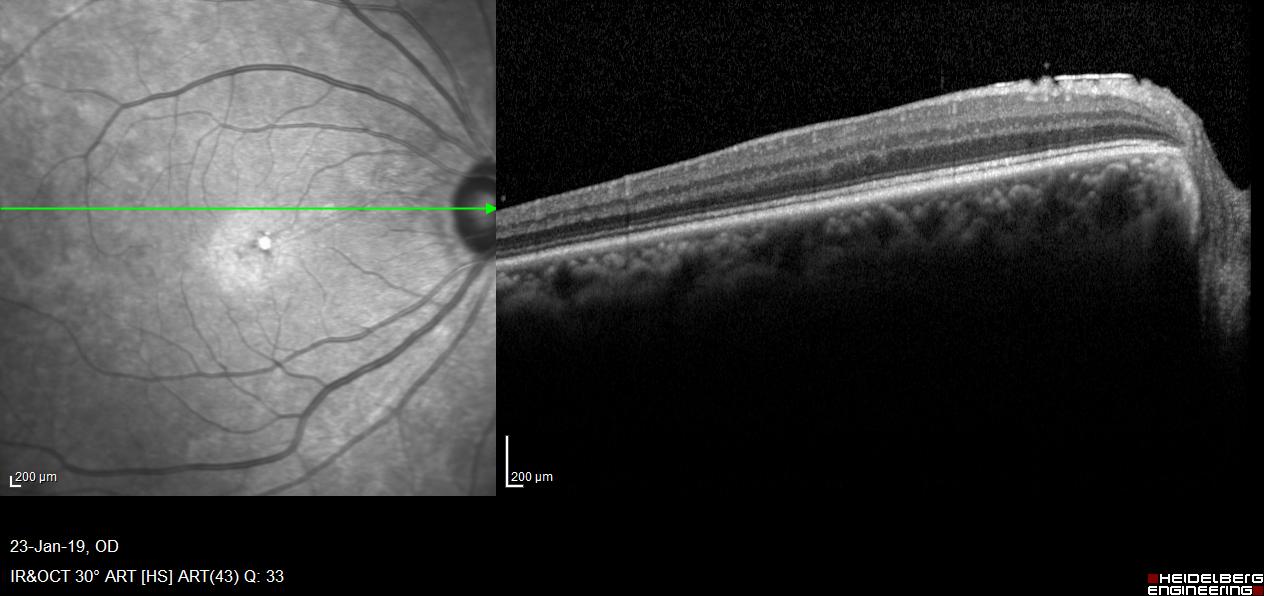 200 µm
200 µm
23-Jan-19, OD
IR&OCT 30° ART [HS] ART(43) Q: 33
HEIDELBERG
ENGINEERING